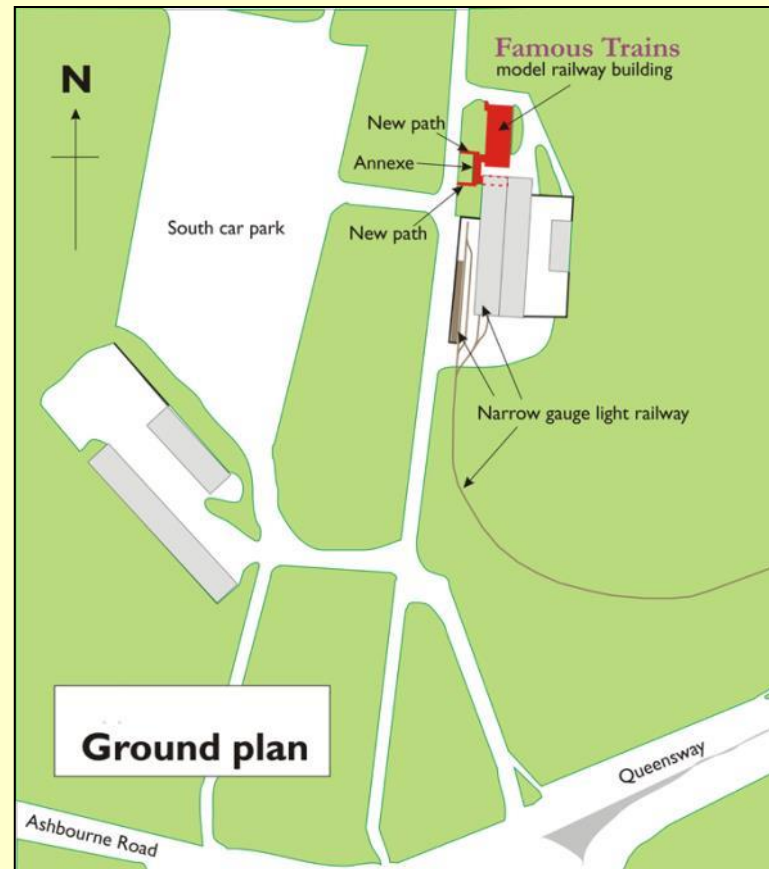 Famous Trains
model railway building
N
New path
Annexe
South car park
New path
Narrow gauge light railway
Ground plan
Queensway
Ashbourne Road